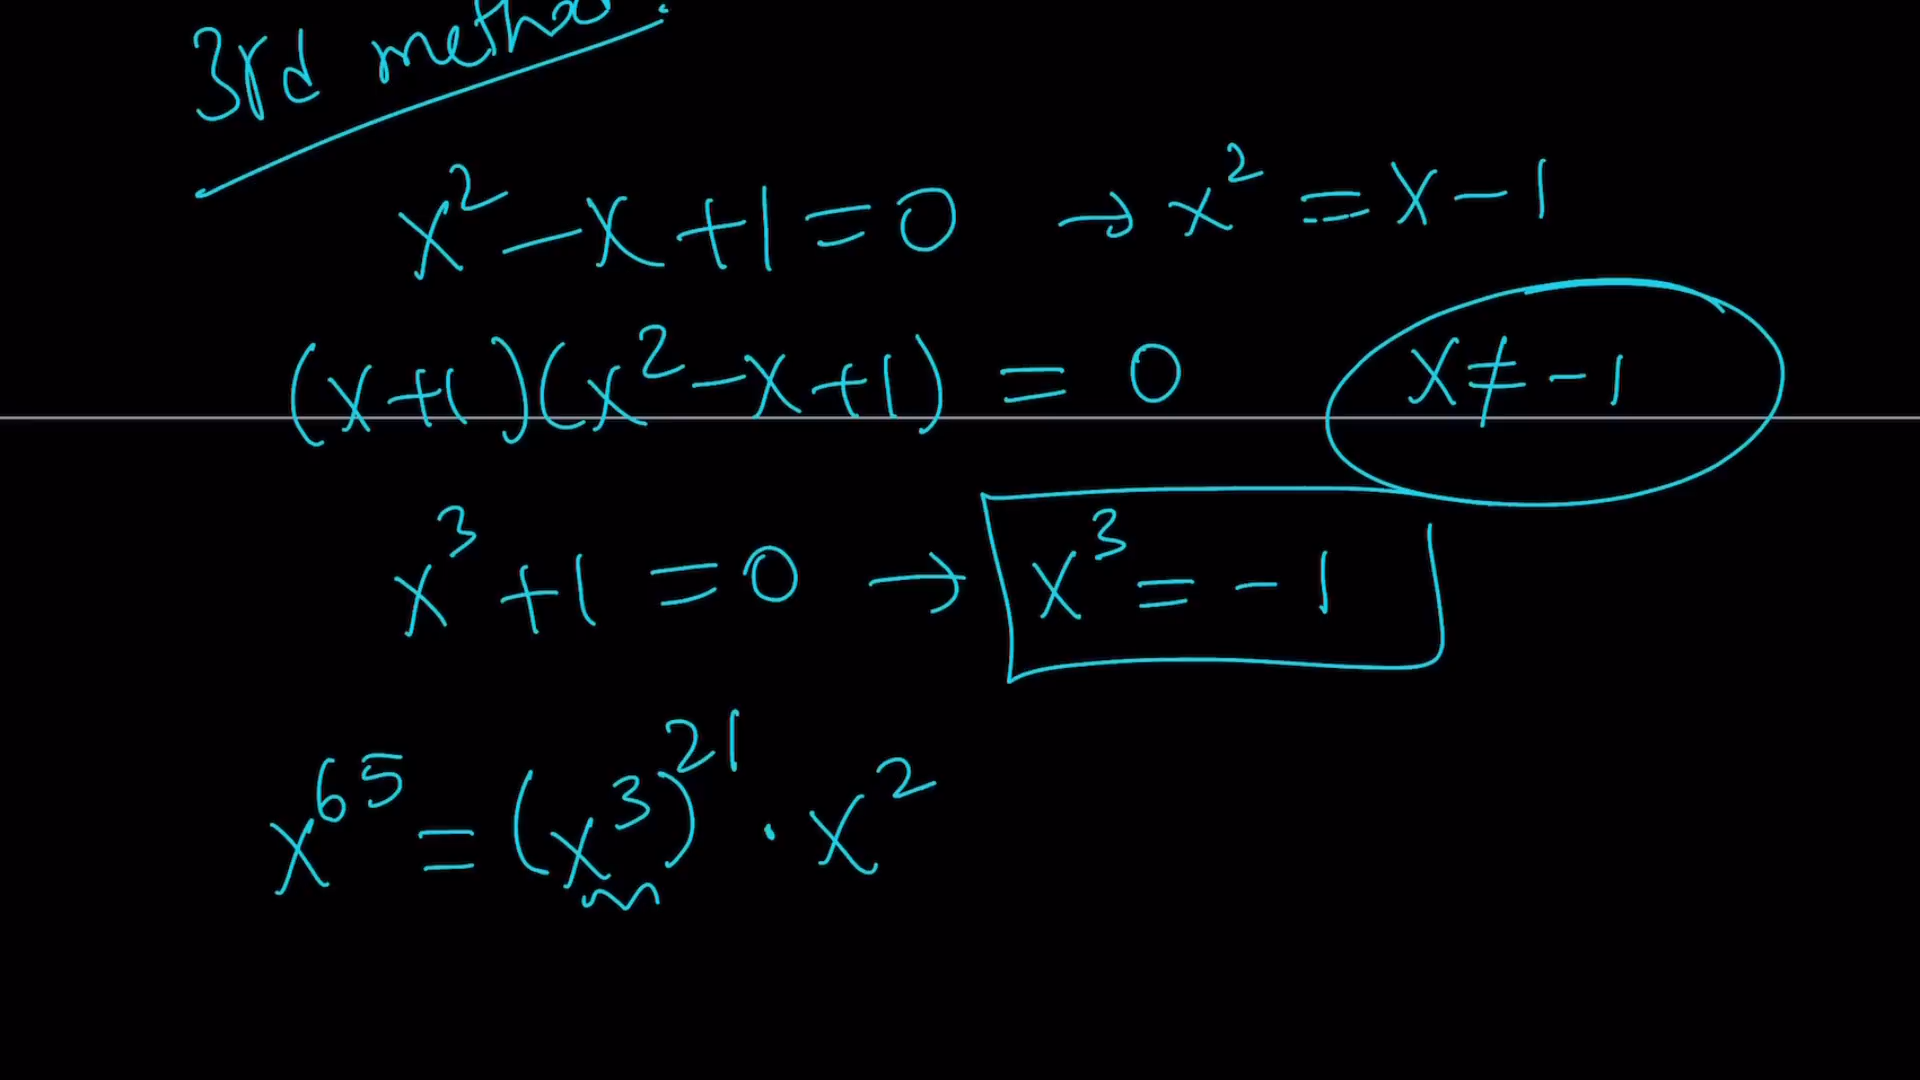 3rd method:
x² - x + 1 = 0 → x² = x - 1
(x+1)(x² - x + 1) = 0 x ≠ -1
x³ + 1 = 0 → x³ = -1
x⁶⁵ = (x³)²¹ · x²